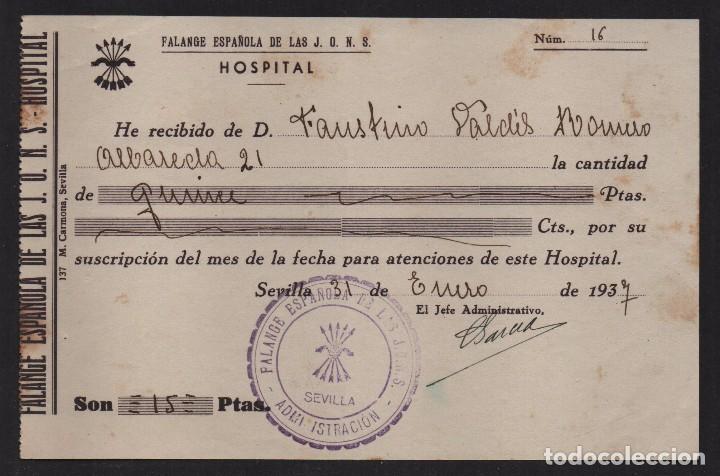 FALANGE ESPAÑOLA DE LAS J. O. N. S.
HOSPITAL
Núm. 16
He recibido de D. Faustino Valdés Romero
Albareda 21 la cantidad
de quince Ptas.
Cts., por su
suscripción del mes de la fecha para atenciones de este Hospital.
Sevilla 31 de Enero de 1937
El Jefe Administrativo,
García
Son 15 Ptas.
FALANGE ESPAÑOLA DE LAS J.O.N.S.
SEVILLA
ADMINISTRACIÓN
FALANGE ESPAÑOLA DE LAS J. O. N. S. - HOSPITAL
137 M. Carmona, Sevilla
todocoleccion.net